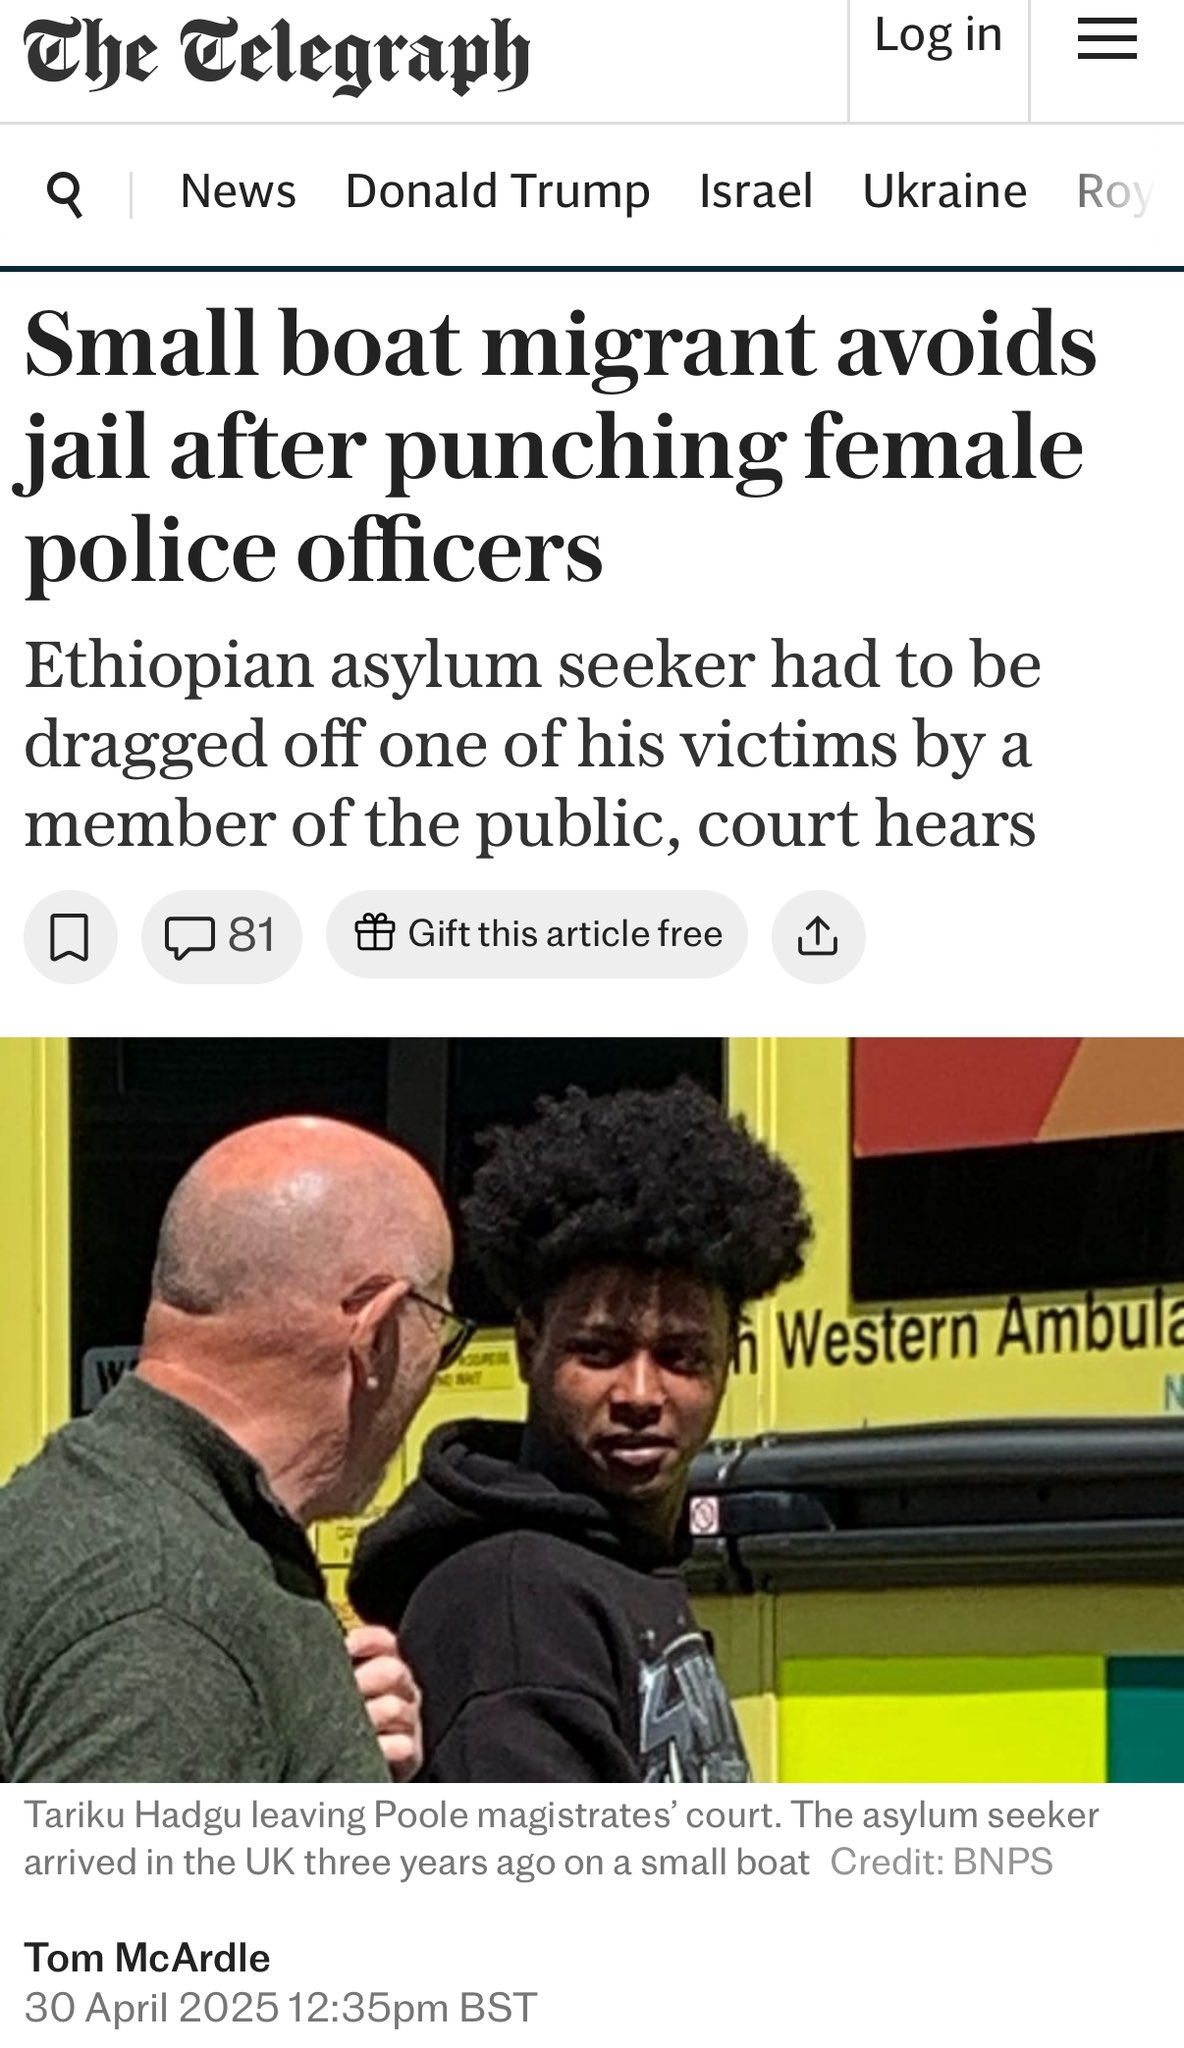 The Telegraph
Log in
News Donald Trump Israel Ukraine Roy
Small boat migrant avoids
jail after punching female
police officers
Ethiopian asylum seeker had to be
dragged off one of his victims by a
member of the public, court hears
81 Gift this article free
Western Ambula
Tariku Hadgu leaving Poole magistrates’ court. The asylum seeker
arrived in the UK three years ago on a small boat Credit: BNPS
Tom McArdle
30 April 2025 12:35pm BST